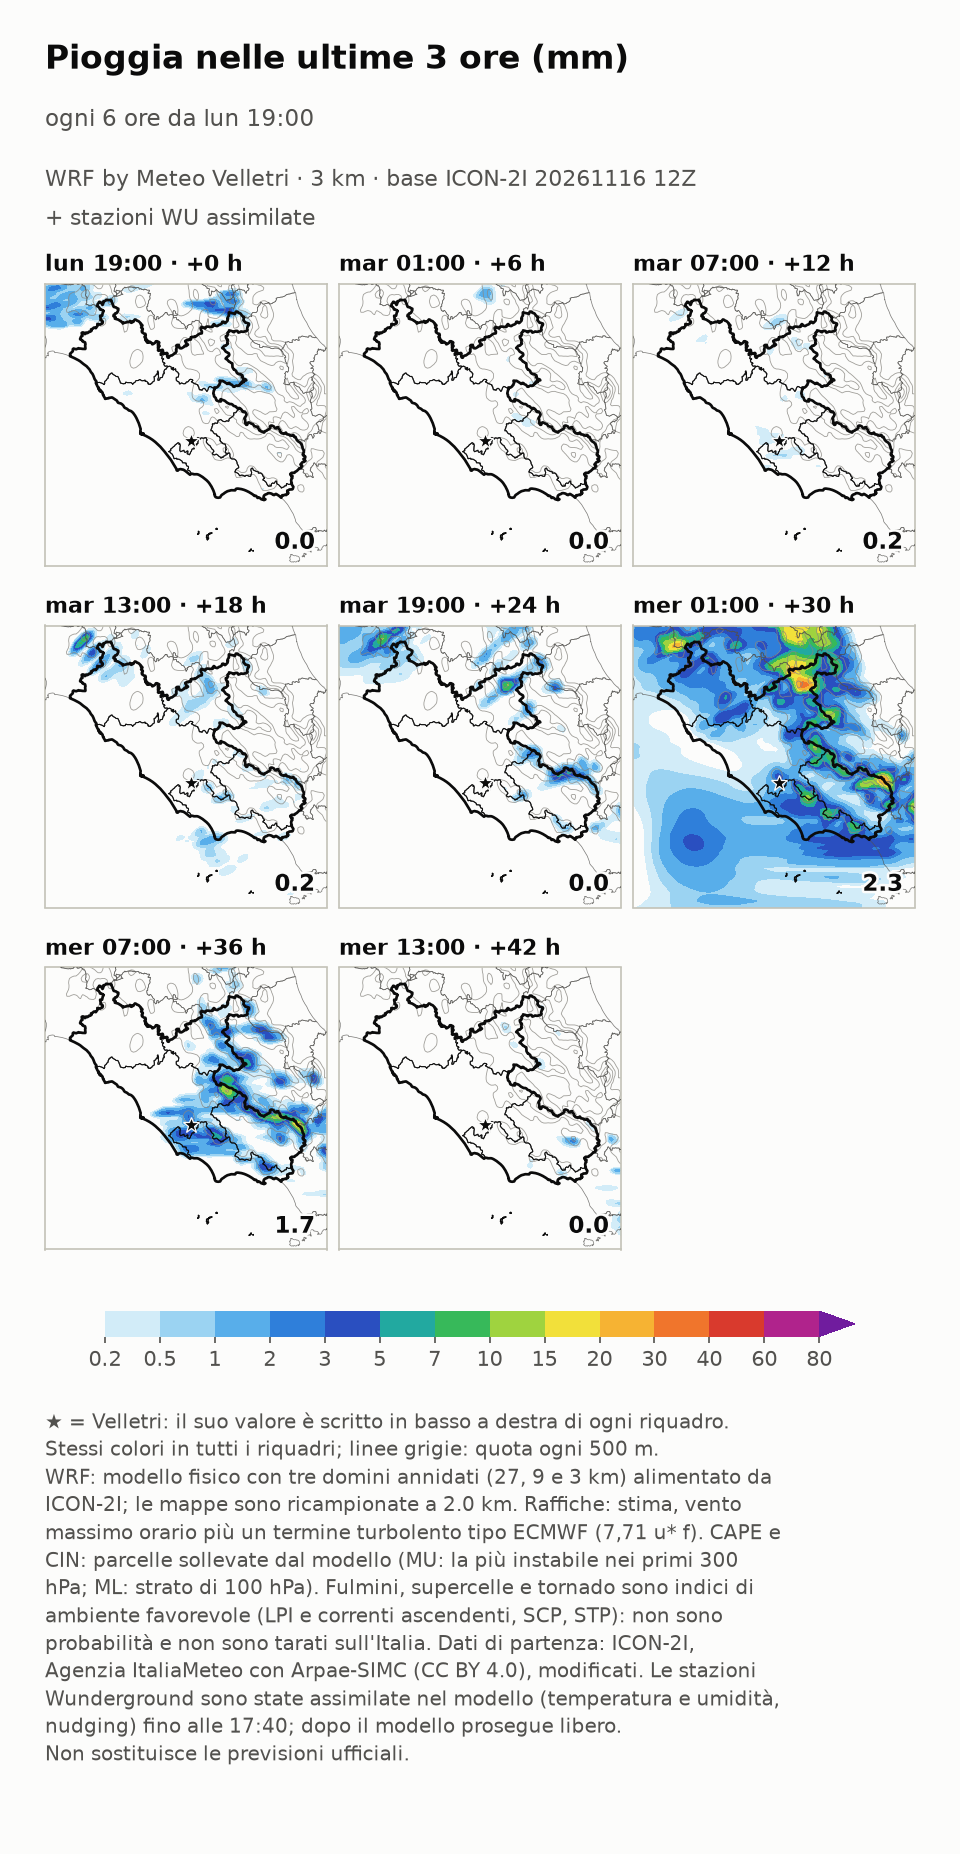 Pioggia nelle ultime 3 ore (mm)
ogni 6 ore da lun 19:00
WRF by Meteo Velletri · 3 km · base ICON-2I 20261116 12Z
+ stazioni WU assimilate
lun 19:00 · +0 h
mar 01:00 · +6 h
mar 07:00 · +12 h
0.0
0.0
0.2
mar 13:00 · +18 h
mar 19:00 · +24 h
mer 01:00 · +30 h
0.2
0.0
2.3
mer 07:00 · +36 h
mer 13:00 · +42 h
1.7
0.0
0.2 0.5 1 2 3 5 7 10 15 20 30 40 60 80
★ = Velletri: il suo valore è scritto in basso a destra di ogni riquadro.
Stessi colori in tutti i riquadri; linee grigie: quota ogni 500 m.
WRF: modello fisico con tre domini annidati (27, 9 e 3 km) alimentato da
ICON-2I; le mappe sono ricampionate a 2.0 km. Raffiche: stima, vento
massimo orario più un termine turbolento tipo ECMWF (7,71 u* f). CAPE e
CIN: parcelle sollevate dal modello (MU: la più instabile nei primi 300
hPa; ML: strato di 100 hPa). Fulmini, supercelle e tornado sono indici di
ambiente favorevole (LPI e correnti ascendenti, SCP, STP): non sono
probabilità e non sono tarati sull'Italia. Dati di partenza: ICON-2I,
Agenzia ItaliaMeteo con Arpae-SIMC (CC BY 4.0), modificati. Le stazioni
Wunderground sono state assimilate nel modello (temperatura e umidità,
nudging) fino alle 17:40; dopo il modello prosegue libero.
Non sostituisce le previsioni ufficiali.